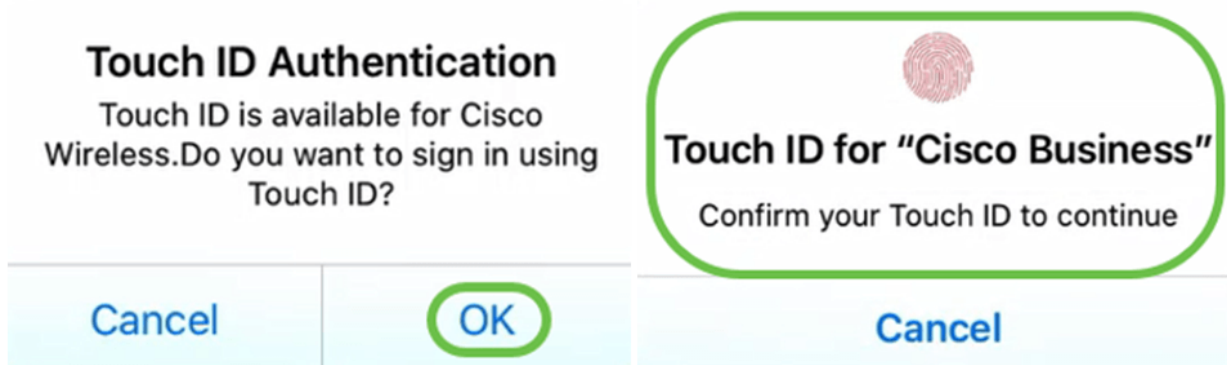 Touch ID Authentication
Touch ID is available for Cisco
Wireless.Do you want to sign in using
Touch ID?
Cancel
OK
Touch ID for “Cisco Business”
Confirm your Touch ID to continue
Cancel